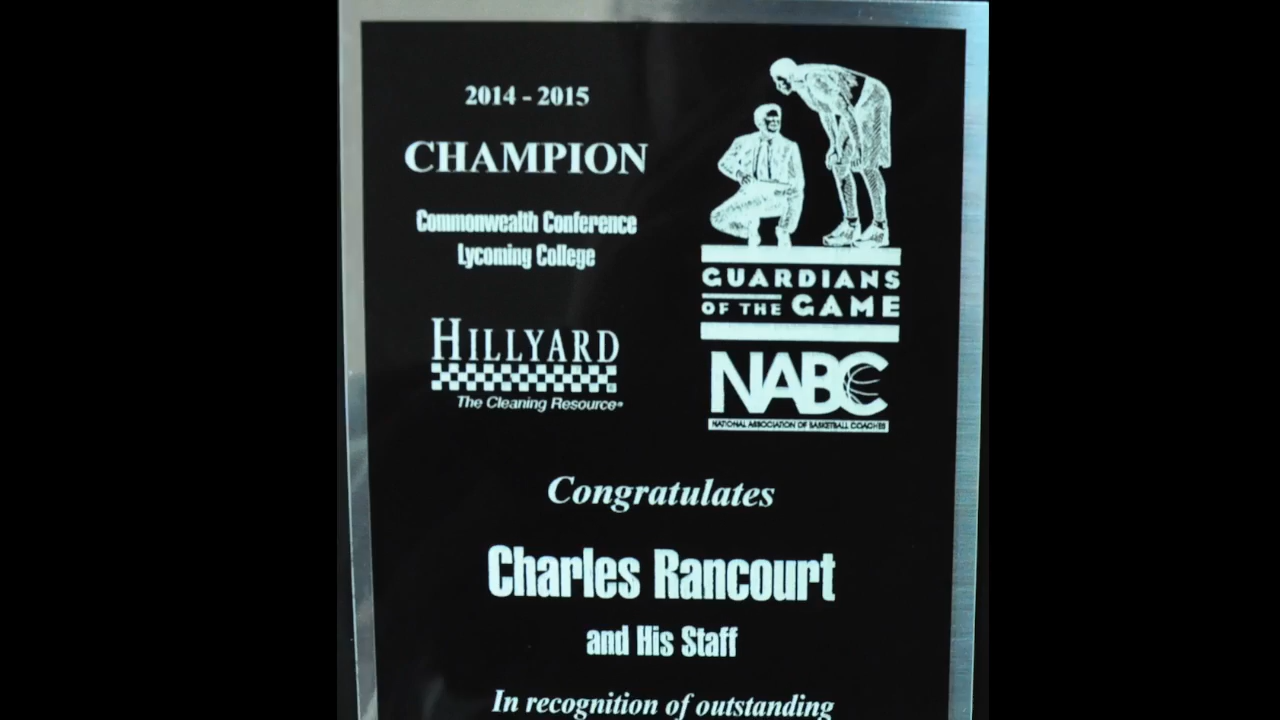 2014 - 2015
CHAMPION
Commonwealth Conference
Lycoming College
HILLYARD
The Cleaning Resource®
GUARDIANS
OF THE GAME
NABC
NATIONAL ASSOCIATION OF BASKETBALL COACHES
Congratulates
Charles Rancourt
and His Staff
In recognition of outstanding